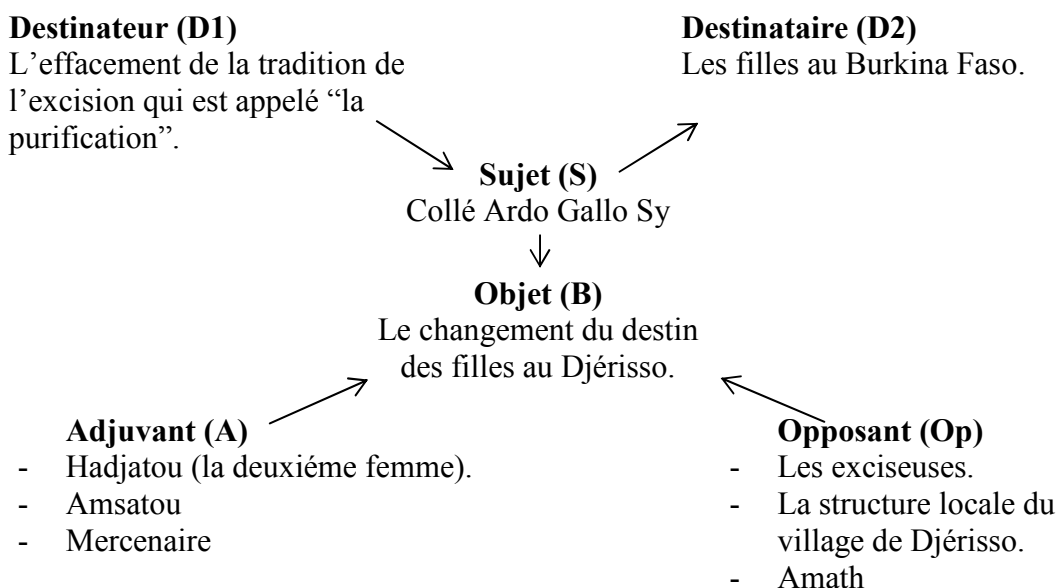 Destinateur (D1)
L’effacement de la tradition de
l’excision qui est appelé “la
purification”.
Destinataire (D2)
Les filles au Burkina Faso.
Sujet (S)
Collé Ardo Gallo Sy
Objet (B)
Le changement du destin
des filles au Djérisso.
Adjuvant (A)
- Hadjatou (la deuxiéme femme).
- Amsatou
- Mercenaire
Opposant (Op)
- Les exciseuses.
- La structure locale du
village de Djérisso.
- Amath